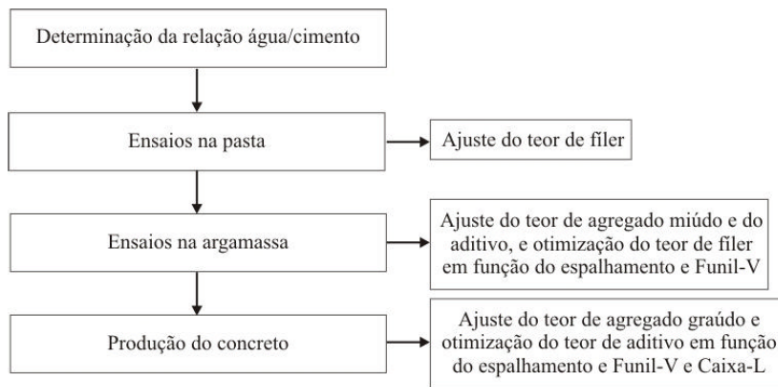 Determinação da relação água/cimento
Ensaios na pasta
Ajuste do teor de fíler
Ensaios na argamassa
Ajuste do teor de agregado miúdo e do
aditivo, e otimização do teor de fíler
em função do espalhamento e Funil-V
Produção do concreto
Ajuste do teor de agregado graúdo e
otimização do teor de aditivo em função
do espalhamento e Funil-V e Caixa-L